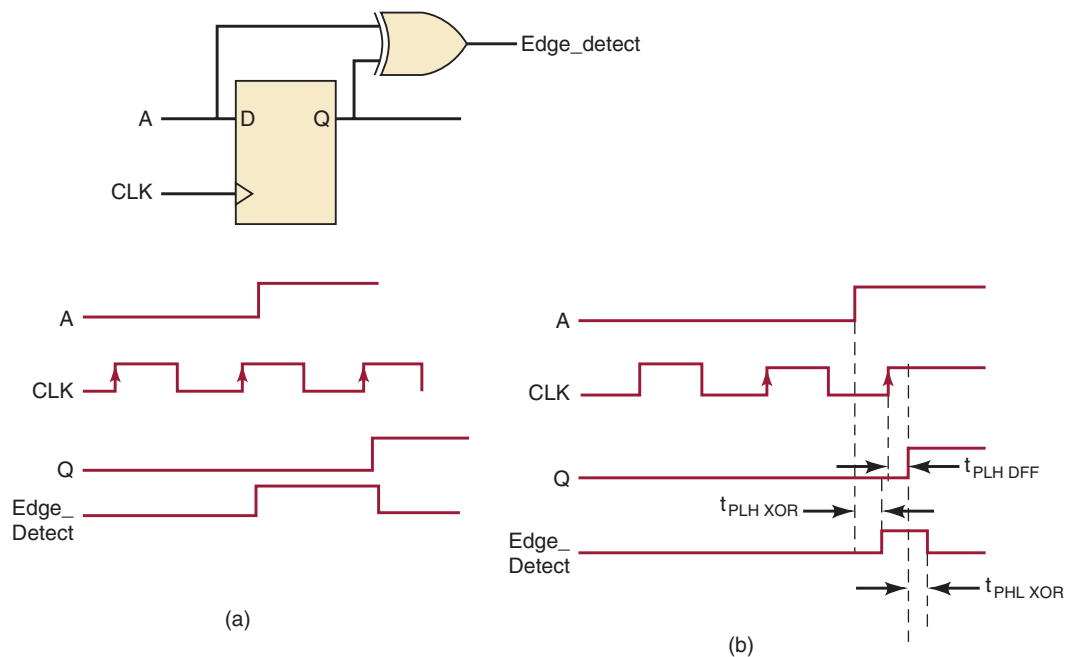 Edge_detect
A
D
Q
CLK
A
CLK
Q
Edge_
Detect
(a)
A
CLK
Q
t PLH DFF
t PLH XOR
Edge_
Detect
t PHL XOR
(b)